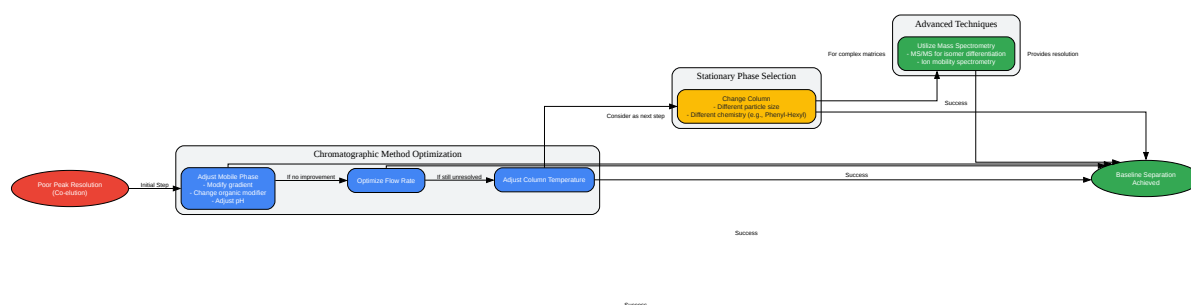 Advanced Techniques
Utilize Mass Spectrometry
- MS/MS for isomer differentiation
- Ion mobility spectrometry
For complex matrices
Provides resolution
Stationary Phase Selection
Change Column
- Different particle size
- Different chemistry (e.g., Phenyl-Hexyl)
Consider as next step
Success
Chromatographic Method Optimization
Poor Peak Resolution
(Co-elution)
Initial Step
Adjust Mobile Phase
- Modify gradient
- Change organic modifier
- Adjust pH
If no improvement
Optimize Flow Rate
If still unresolved
Adjust Column Temperature
Success
Baseline Separation
Achieved
Success
Success